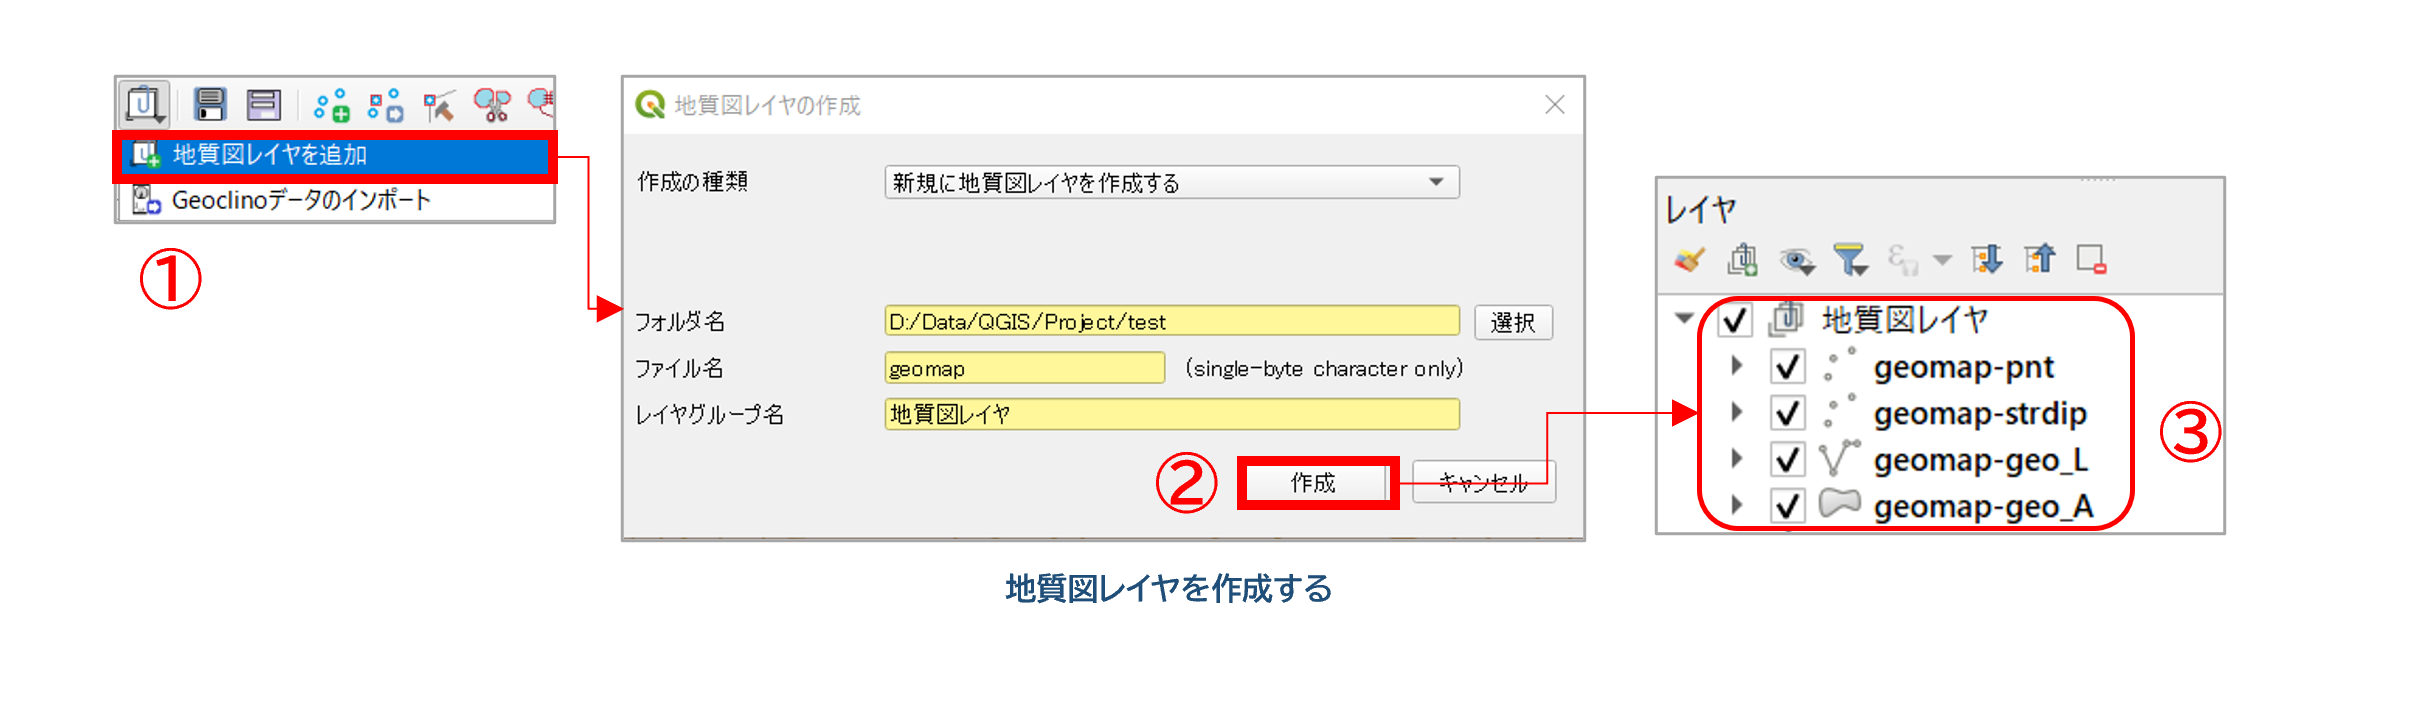 地質図レイヤを追加
Geoclinoデータのインポート
①
地質図レイヤの作成
作成の種類
新規に地質図レイヤを作成する
フォルダ名
D:/Data/QGIS/Project/test
選択
ファイル名
geomap
(single-byte character only)
レイヤグループ名
地質図レイヤ
②
作成
キャンセル
レイヤ
地質図レイヤ
geomap-pnt
geomap-strdip
geomap-geo_L
geomap-geo_A
③
地質図レイヤを作成する